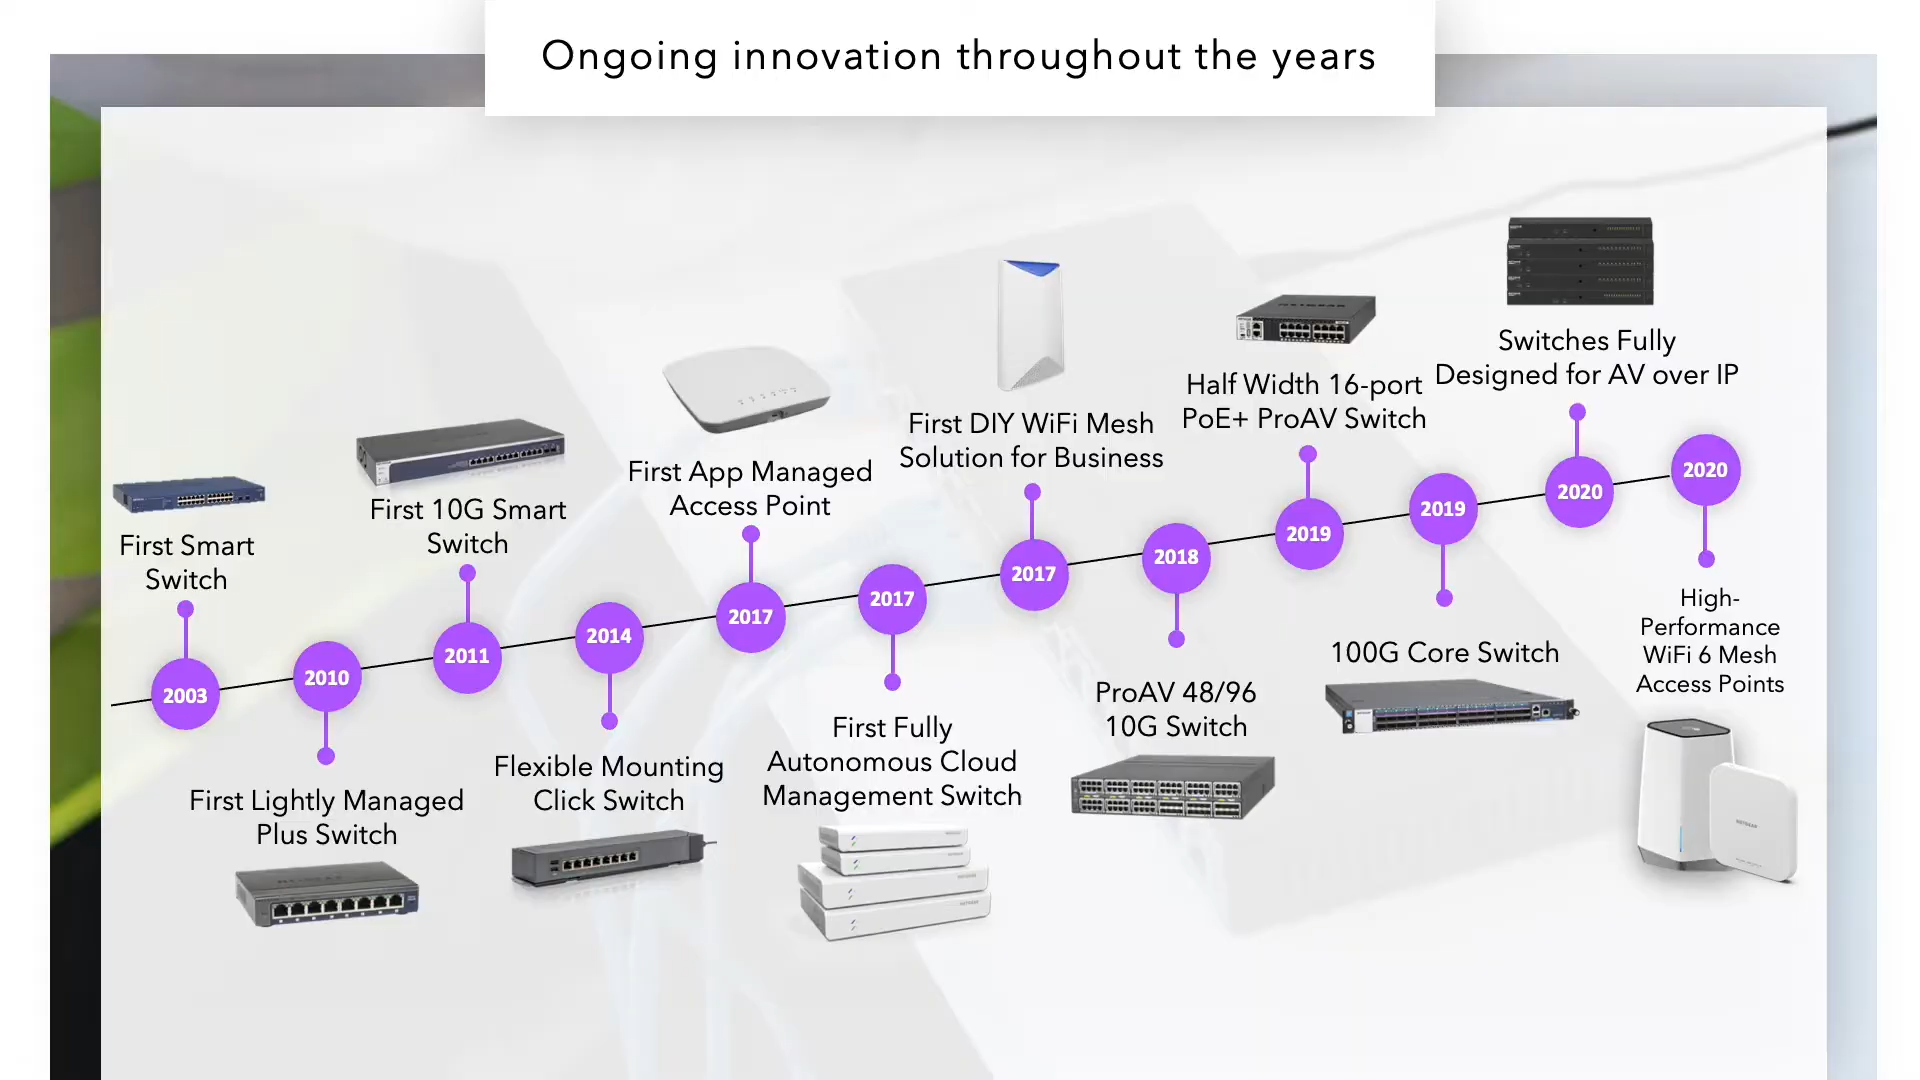 Ongoing innovation throughout the years
First Smart
Switch
2003
2010
First Lightly Managed
Plus Switch
First 10G Smart
Switch
2011
2014
Flexible Mounting
Click Switch
First App Managed
Access Point
2017
2017
First Fully
Autonomous Cloud
Management Switch
First DIY WiFi Mesh
Solution for Business
2017
2018
ProAV 48/96
10G Switch
Half Width 16-port
PoE+ ProAV Switch
2019
2019
100G Core Switch
Switches Fully
Designed for AV over IP
2020
2020
High-
Performance
WiFi 6 Mesh
Access Points
NETGEAR